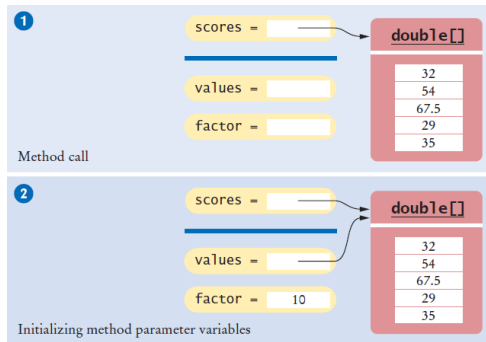 1
scores =
double[]
values =
factor =
32
54
67.5
29
35
Method call
2
scores =
double[]
values =
factor = 10
32
54
67.5
29
35
Initializing method parameter variables